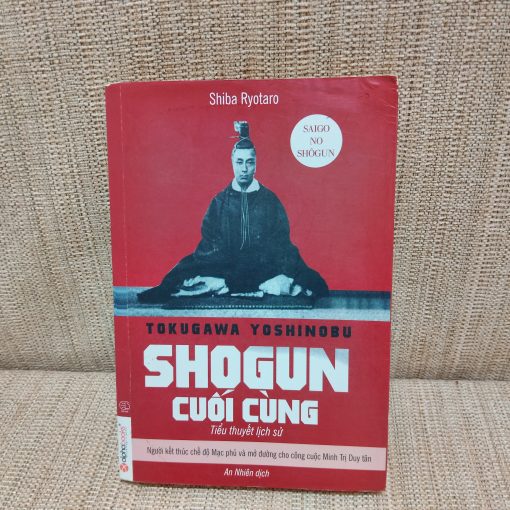 Shiba Ryotaro
SAIGO
NO
SHŌGUN
TOKUGAWA YOSHINOBU
SHOGUN
CUỐI CÙNG
Tiểu thuyết lịch sử
Người kết thúc chế độ Mạc phủ và mở đường cho công cuộc Minh Trị Duy tân
An Nhiên dịch
alphabooks